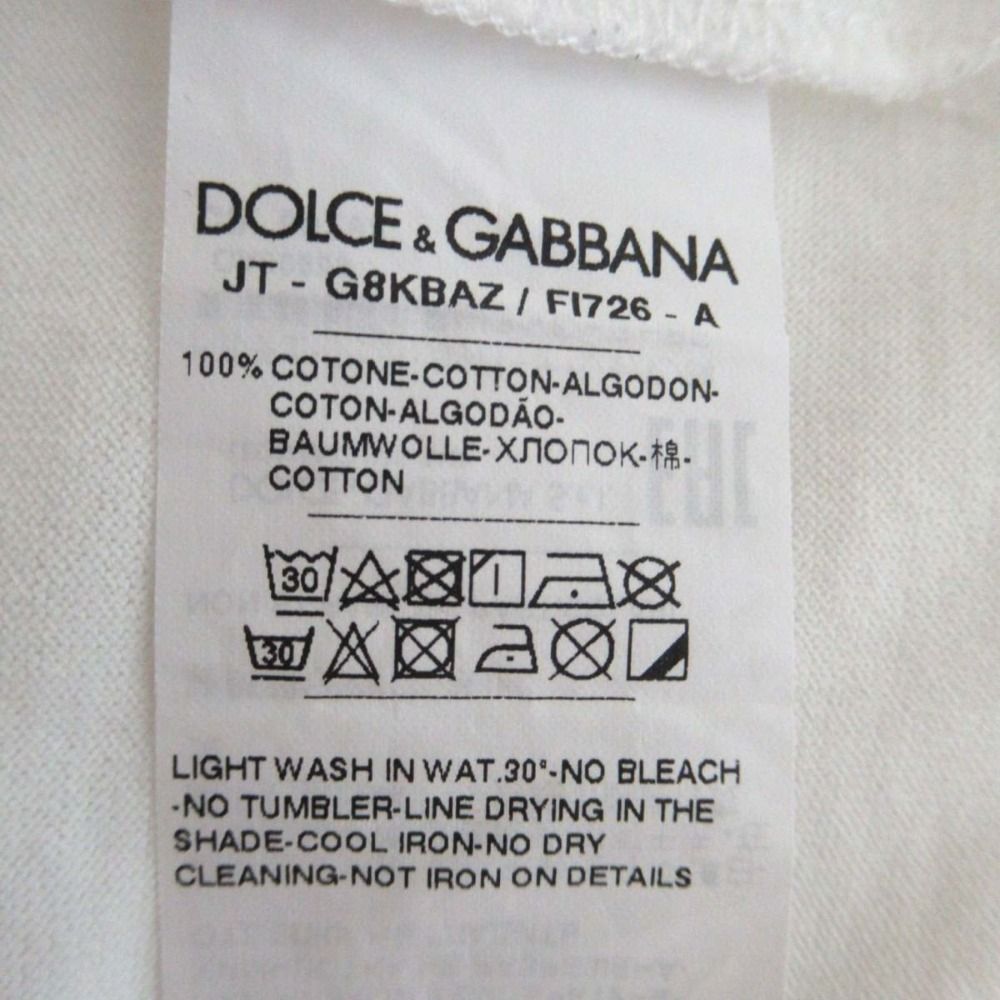 DOLCE & GABBANA
JT - G8KBAZ / FI726 - A
100% COTONE-COTTON-ALGODON-
COTON-ALGODÃO-
BAUMWOLLE-ХЛОПОК-棉-
COTTON
30
30
LIGHT WASH IN WAT.30°-NO BLEACH
-NO TUMBLER-LINE DRYING IN THE
SHADE-COOL IRON-NO DRY
CLEANING-NOT IRON ON DETAILS